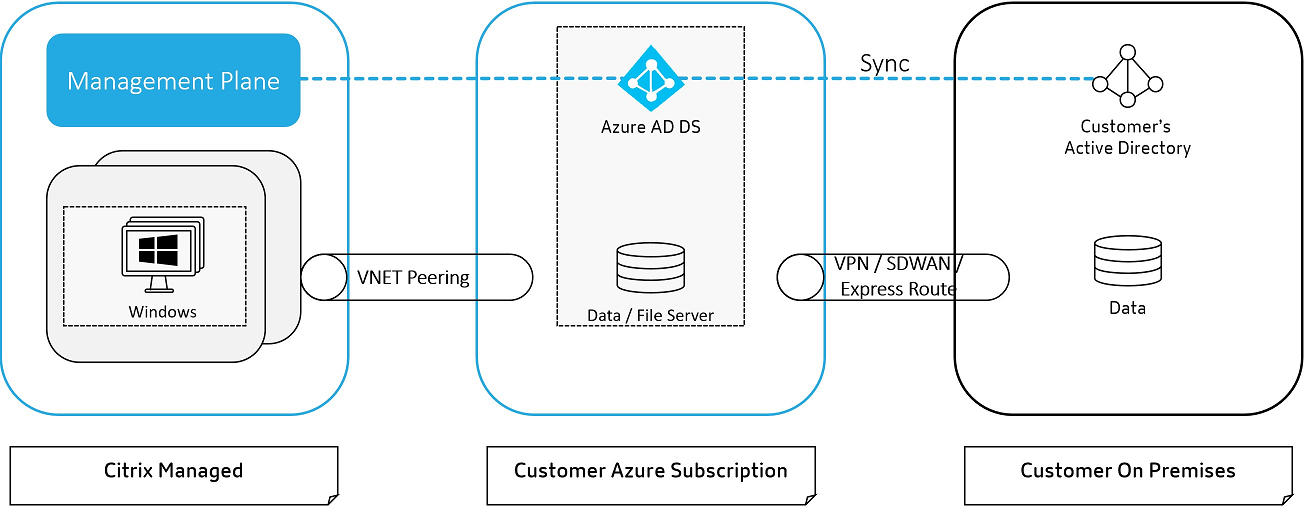 Management Plane
Windows
VNET Peering
Azure AD DS
Data / File Server
Sync
VPN / SDWAN /
Express Route
Customer's
Active Directory
Data
Citrix Managed
Customer Azure Subscription
Customer On Premises